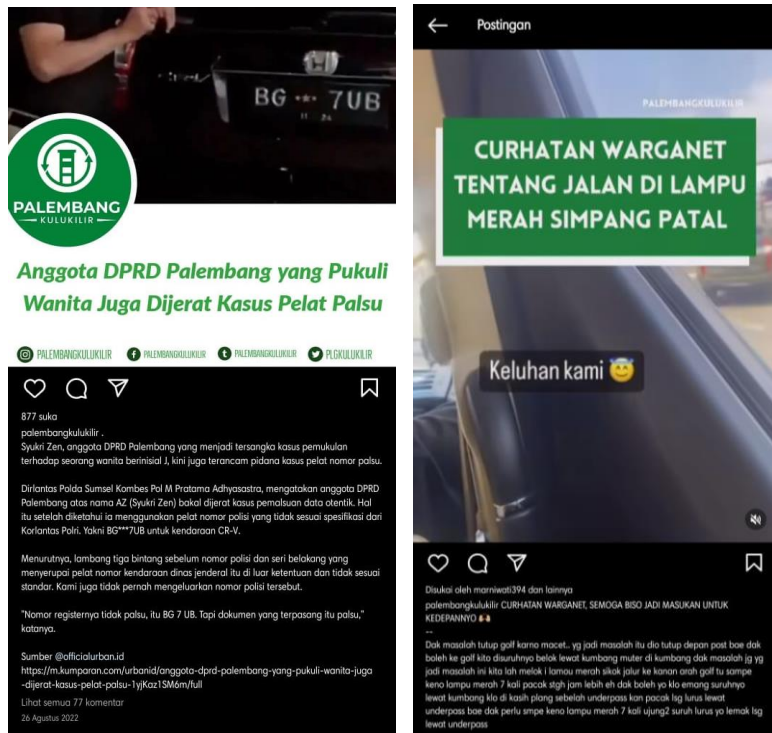 BG *** 7UB
11 24
PALEMBANG
KULUKILIR
Anggota DPRD Palembang yang Pukuli
Wanita Juga Dijerat Kasus Pelat Palsu
PALEMBANGKULUKILIR PALEMBANGKULUKILIR PALEMBANGKULUKILIR PLGKULUKILIR
877 suka
palembangkulukilir .
Syukri Zen, anggota DPRD Palembang yang menjadi tersangka kasus pemukulan
terhadap seorang wanita berinisial J, kini juga terancam pidana kasus pelat nomor palsu.
Dirlantas Polda Sumsel Kombes Pol M Pratama Adhyasastra, mengatakan anggota DPRD
Palembang atas nama AZ (Syukri Zen) bakal dijerat kasus pemalsuan data otentik. Hal
itu setelah diketahui ia menggunakan pelat nomor polisi yang tidak sesuai spesifikasi dari
Korlantas Polri. Yakni BG***7UB untuk kendaraan CR-V.
Menurutnya, lambang tiga bintang sebelum nomor polisi dan seri belakang yang
menyerupai pelat nomor kendaraan dinas jenderal itu di luar ketentuan dan tidak sesuai
standar. Kami juga tidak pernah mengeluarkan nomor polisi tersebut.
"Nomor registernya tidak palsu, itu BG 7 UB. Tapi dokumen yang terpasang itu palsu,"
katanya.
Sumber @officialurban.id
https://m.kumparan.com/urbanid/anggota-dprd-palembang-yang-pukuli-wanita-juga
-dijerat-kasus-pelat-palsu-1yjKaz1SM6m/full
Lihat semua 77 komentar
26 Agustus 2022
Postingan
PALEMBANGKULUKILIR
CURHATAN WARGANET
TENTANG JALAN DI LAMPU
MERAH SIMPANG PATAL
Keluhan kami 😇
Disukai oleh marniwati394 dan lainnya
palembangkulukilir CURHATAN WARGANET, SEMOGA BISO JADI MASUKAN UNTUK
KEDEPANNYO 🙌
--
Dak masalah tutup golf karno macet.. yg jadi masalah itu dio tutup depan post bae dak
boleh ke golf kito disuruhnyo belok lewat kumbang muter di kumbang dak masalah jg yg
jadi masalah ini kita lah melok i lamou merah sikok jalur ke kanan arah golf tu sampe
keno lampu merah 7 kali pacak stgh jam lebih eh dak boleh yo klo emang suruhnyo
lewat kumbang klo di kasih plang sebelah underpass kan pacak lsg lurus lewat
underpass bae dak perlu smpe keno lampu merah 7 kali ujung2 suruh lurus yo lemak lsg
lewat underpass